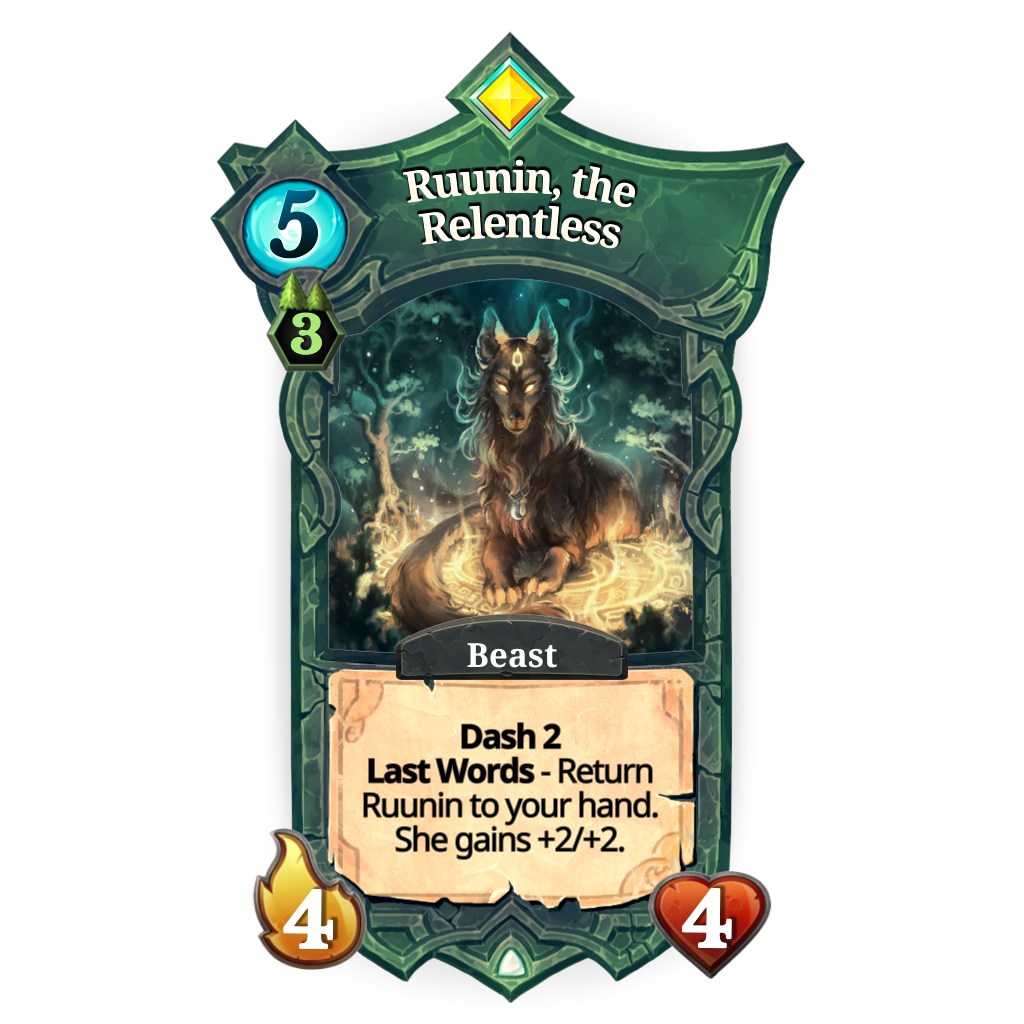 Ruunin, the
Relentless
5
3
Beast
Dash 2
Last Words - Return
Ruunin to your hand.
She gains +2/+2.
4
4